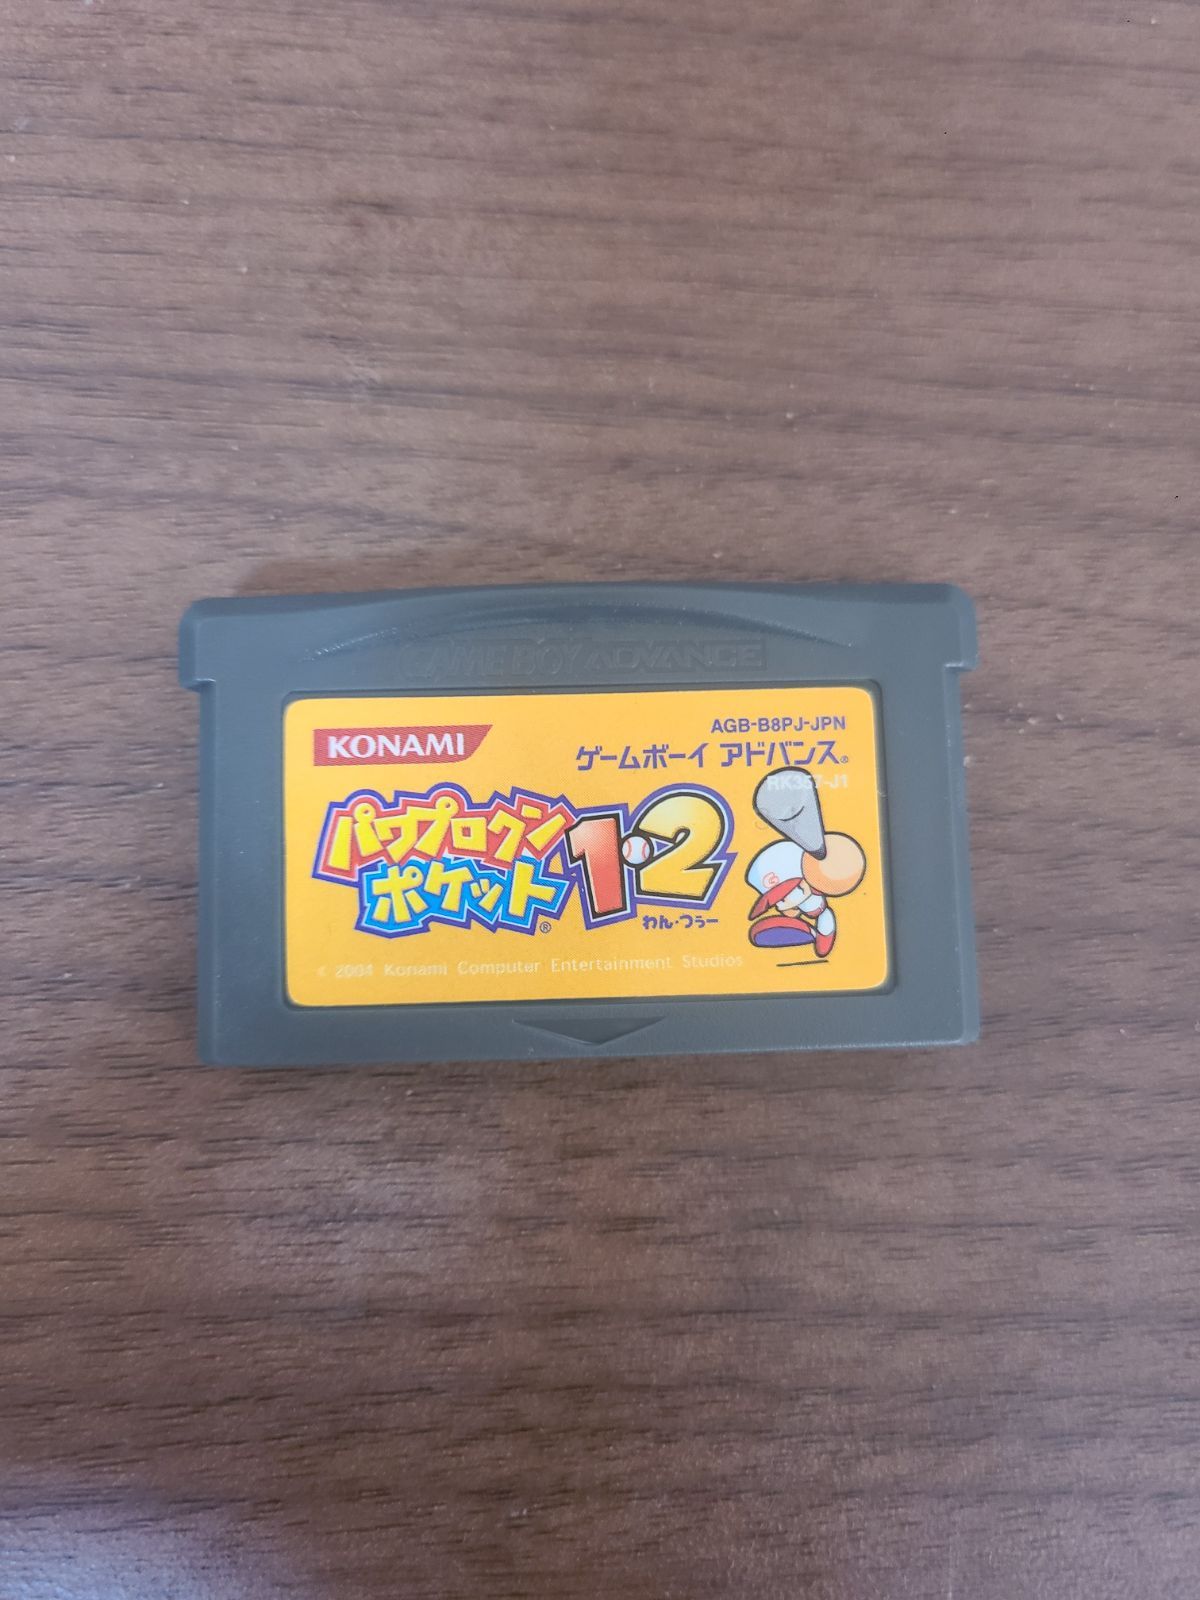 GAME BOY ADVANCE
KONAMI
AGB-B8PJ-JPN
ゲームボーイ アドバンス®
RK357-J1
パワプロクン
ポケット®
1・2
わん・つぅー
© 2004 Konami Computer Entertainment Studios